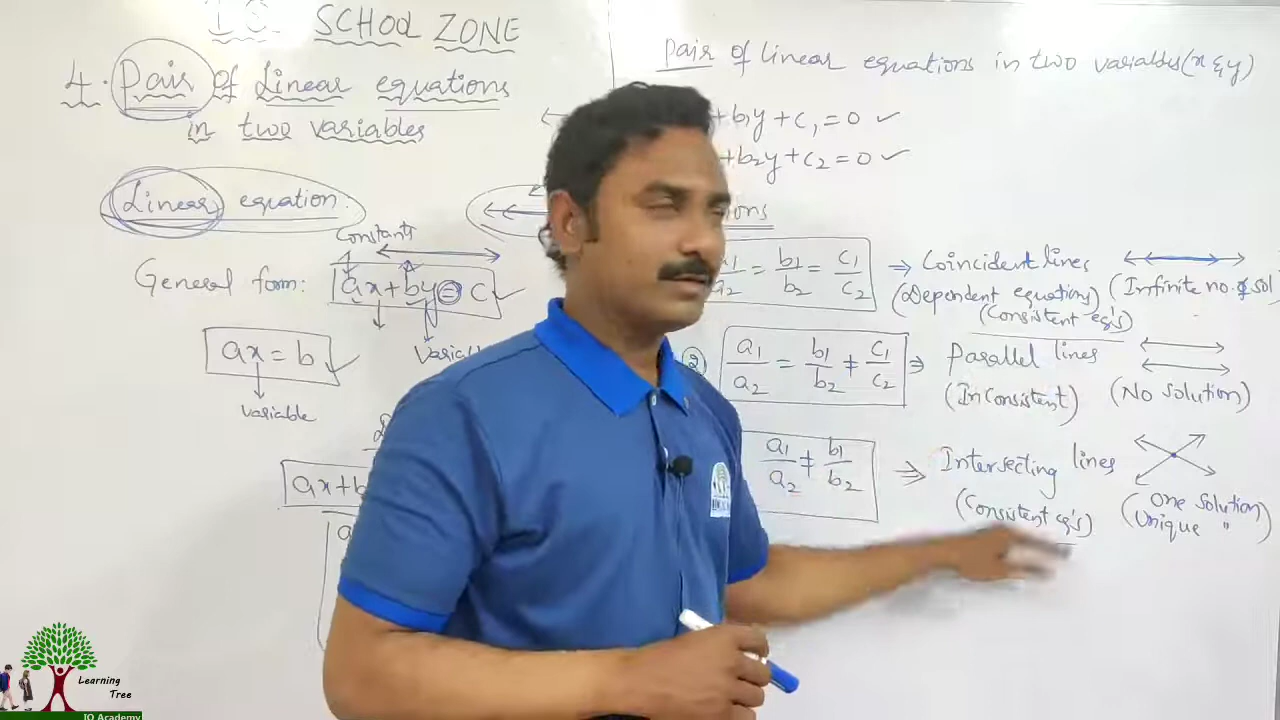 SCHOOL ZONE
4. Pair of Linear equations
in two variables
Linear equation
Constants
General form: ax+by = c
ax = b
variable
ax+b
Pair of linear equations in two variables (x & y)
+b₁y+c₁=0 ✓
+b₂y+c₂=0 ✓
a₁/a₂ = b₁/b₂ = c₁/c₂ ⇒ Coincident lines
(Dependent equations) (Infinite no. of sol
(Consistent eq's)
2) a₁/a₂ = b₁/b₂ ≠ c₁/c₂ ⇒ Parallel lines
(Inconsistent) (No solution)
a₁/a₂ ≠ b₁/b₂ ⇒ Intersecting lines
(Consistent eq's) (One solution)
Unique "
Learning
Tree
IQ Academy